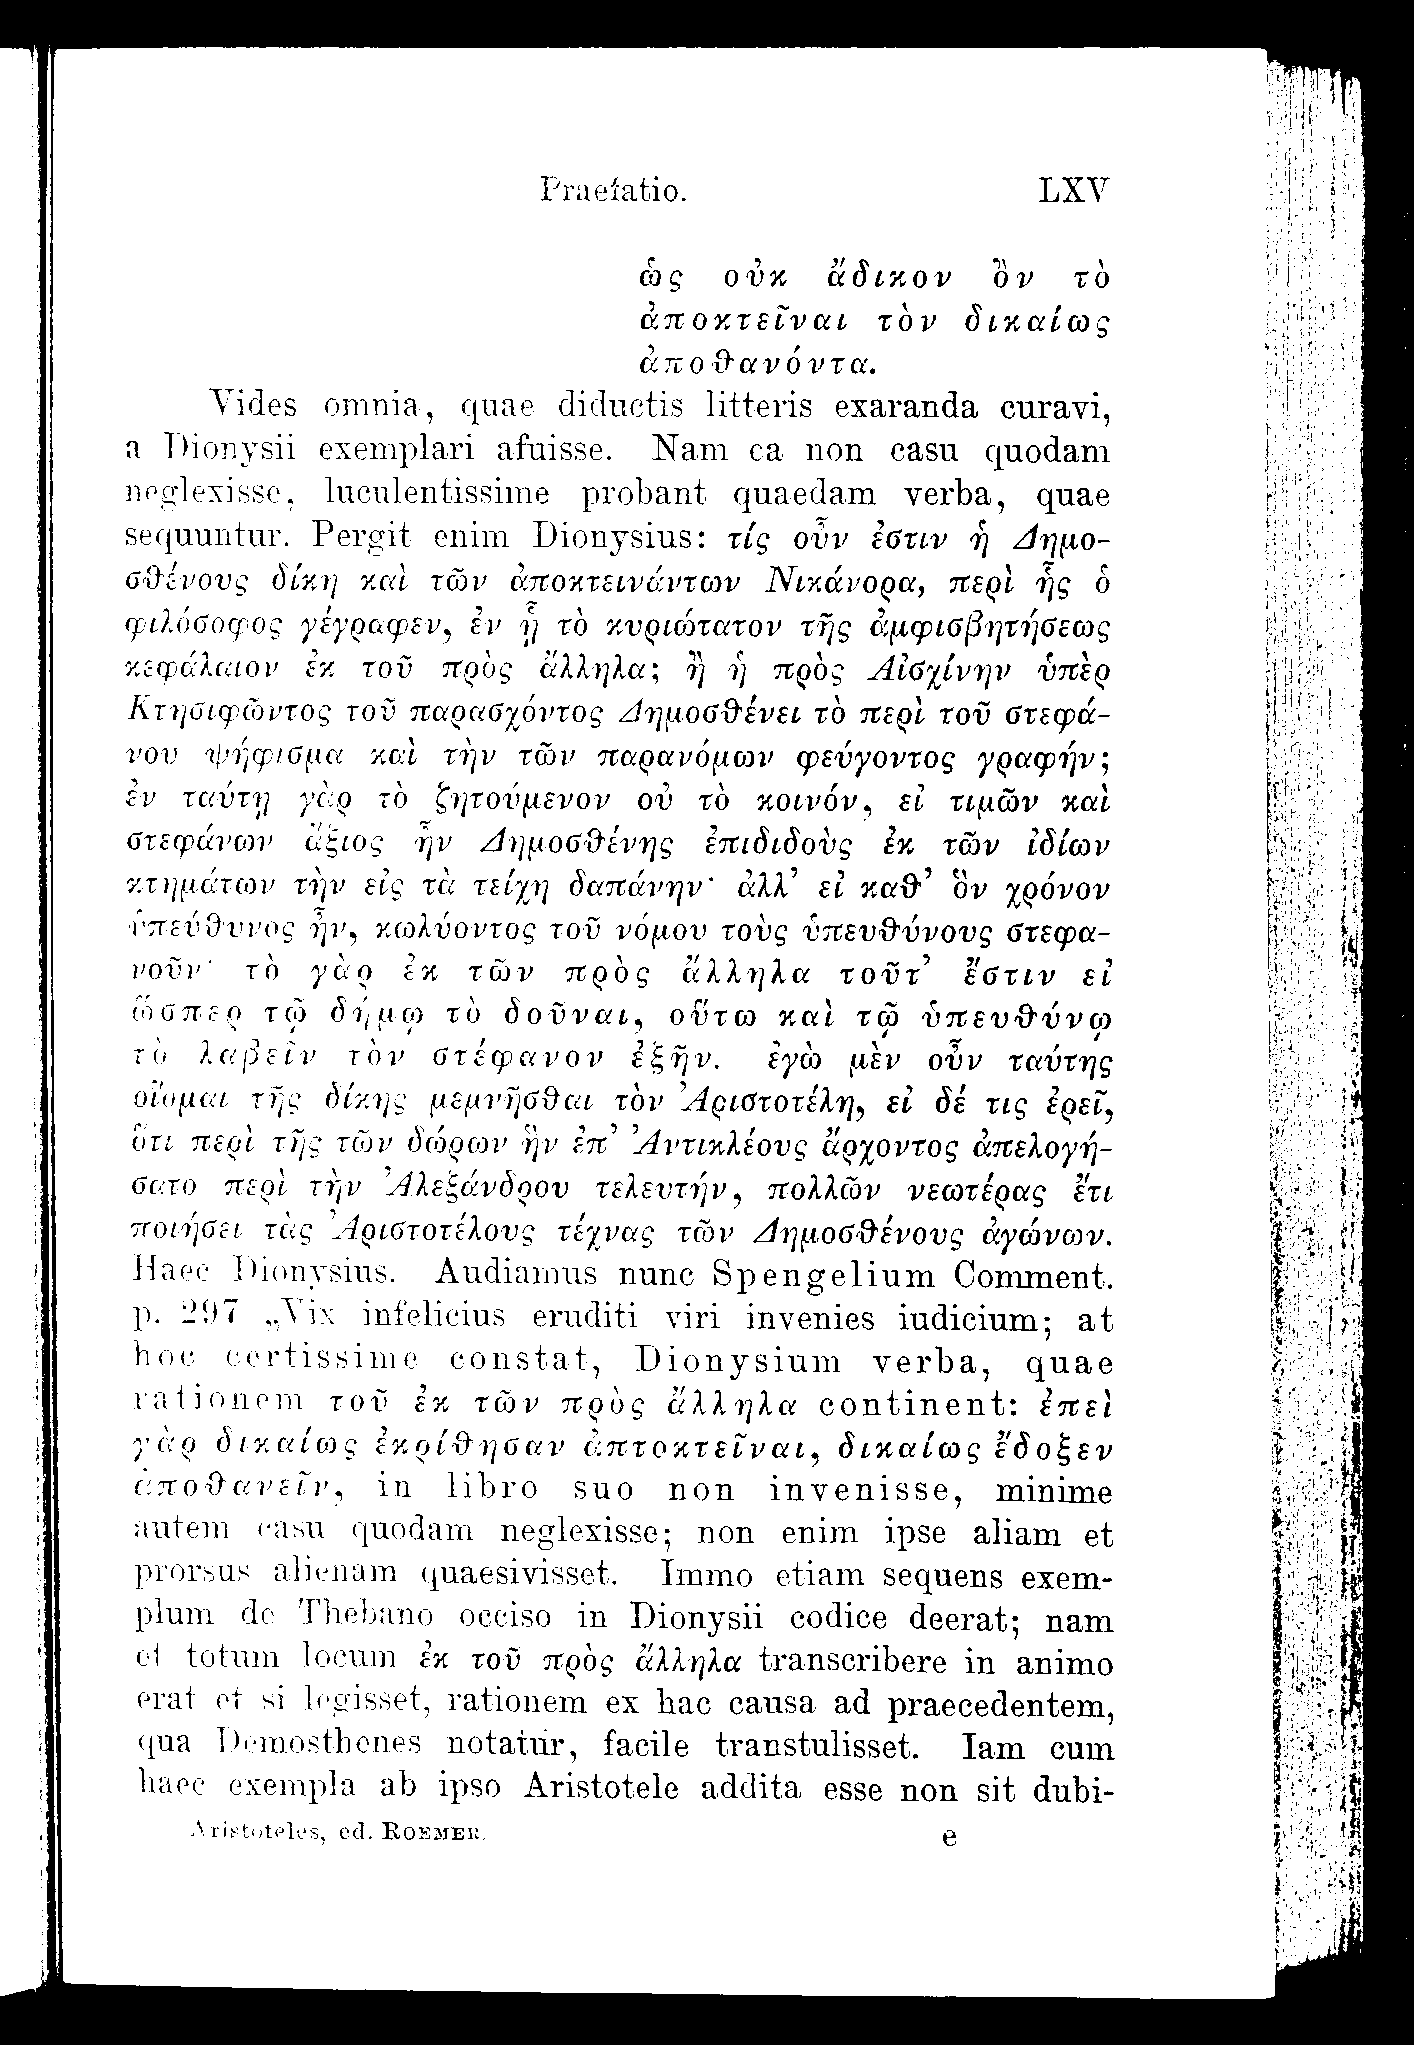 Praefatio. LXV
ὡς οὐκ ἄδικον ὂν τὸ
ἀποκτεῖναι τὸν δικαίως
ἀποθανόντα.
Vides omnia, quae diductis litteris exaranda curavi,
a Dionysii exemplari afuisse. Nam ea non casu quodam
neglexisse, luculentissime probant quaedam verba, quae
sequuntur. Pergit enim Dionysius: τίς οὖν ἐστιν ἡ Δημο-
σθένους δίκη καὶ τῶν ἀποκτεινάντων Νικάνορα, περὶ ἧς ὁ
φιλόσοφος γέγραφεν, ἐν ᾗ τὸ κυριώτατον τῆς ἀμφισβητήσεως
κεφάλαιον ἐκ τοῦ πρὸς ἄλληλα; ἢ ἡ πρὸς Αἰσχίνην ὑπὲρ
Κτησιφῶντος τοῦ παρασχόντος Δημοσθένει τὸ περὶ τοῦ στεφά-
νου ψήφισμα καὶ τὴν τῶν παρανόμων φεύγοντος γραφήν;
ἐν ταύτῃ γὰρ τὸ ζητούμενον οὐ τὸ κοινόν, εἰ τιμῶν καὶ
στεφάνων ἄξιος ἦν Δημοσθένης ἐπιδιδοὺς ἐκ τῶν ἰδίων
κτημάτων τὴν εἰς τὰ τείχη δαπάνην· ἀλλ’ εἰ καθ’ ὃν χρόνον
ὑπεύθυνος ἦν, κωλύοντος τοῦ νόμου τοὺς ὑπευθύνους στεφα-
νοῦν· τὸ γὰρ ἐκ τῶν πρὸς ἄλληλα τοῦτ’ ἔστιν εἰ
ὥσπερ τῷ δήμῳ τὸ δοῦναι, οὕτω καὶ τῷ ὑπευθύνῳ
τὸ λαβεῖν τὸν στέφανον ἐξῆν. ἐγὼ μὲν οὖν ταύτης
οἴομαι τῆς δίκης μεμνῆσθαι τὸν Ἀριστοτέλη, εἰ δέ τις ἐρεῖ,
ὅτι περὶ τῆς τῶν δώρων ἣν ἐπ’ Ἀντικλέους ἄρχοντος ἀπελογή-
σατο περὶ τὴν Ἀλεξάνδρου τελευτήν, πολλῶν νεωτέρας ἔτι
ποιήσει τὰς Ἀριστοτέλους τέχνας τῶν Δημοσθένους ἀγώνων.
Haec Dionysius. Audiamus nunc Spengelium Comment.
p. 297 „Vix infelicius eruditi viri invenies iudicium; at
hoc certissime constat, Dionysium verba, quae
rationem τοῦ ἐκ τῶν πρὸς ἄλληλα continent: ἐπεὶ
γὰρ δικαίως ἐκρίθησαν ἀπτοκτεῖναι, δικαίως ἔδοξεν
ἀποθανεῖν, in libro suo non invenisse, minime
autem casu quodam neglexisse; non enim ipse aliam et
prorsus alienam quaesivisset. Immo etiam sequens exem-
plum de Thebano occiso in Dionysii codice deerat; nam
et totum locum ἐκ τοῦ πρὸς ἄλληλα transcribere in animo
erat et si legisset, rationem ex hac causa ad praecedentem,
qua Demosthenes notatur, facile transtulisset. Iam cum
haec exempla ab ipso Aristotele addita esse non sit dubi-
Aristoteles, ed. ROEMER. e